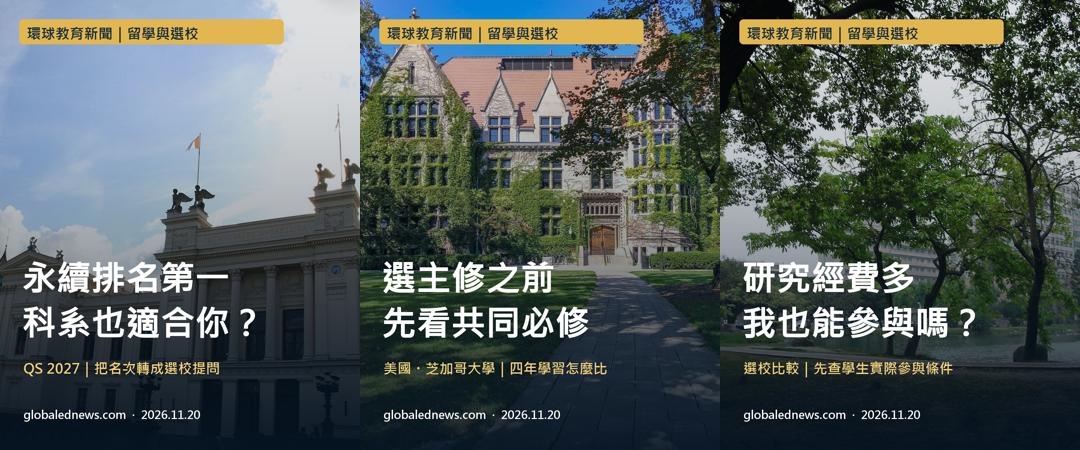 環球教育新聞｜留學與選校
永續排名第一
科系也適合你？
QS 2027｜把名次轉成選校提問
globalednews.com · 2026.11.20
環球教育新聞｜留學與選校
選主修之前
先看共同必修
美國・芝加哥大學｜四年學習怎麼比
globalednews.com · 2026.11.20
環球教育新聞｜留學與選校
研究經費多
我也能參與嗎？
選校比較｜先查學生實際參與條件
globalednews.com · 2026.11.20